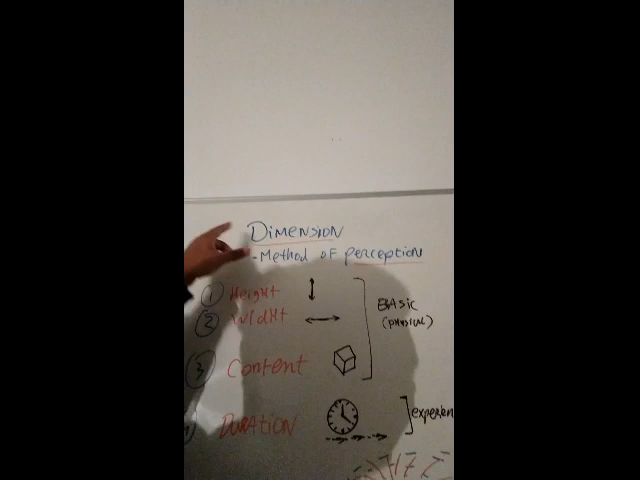 Dimension
- Method of perception
1 Height
2 Width
3 Content
Basic
(physical)
Duration
experien